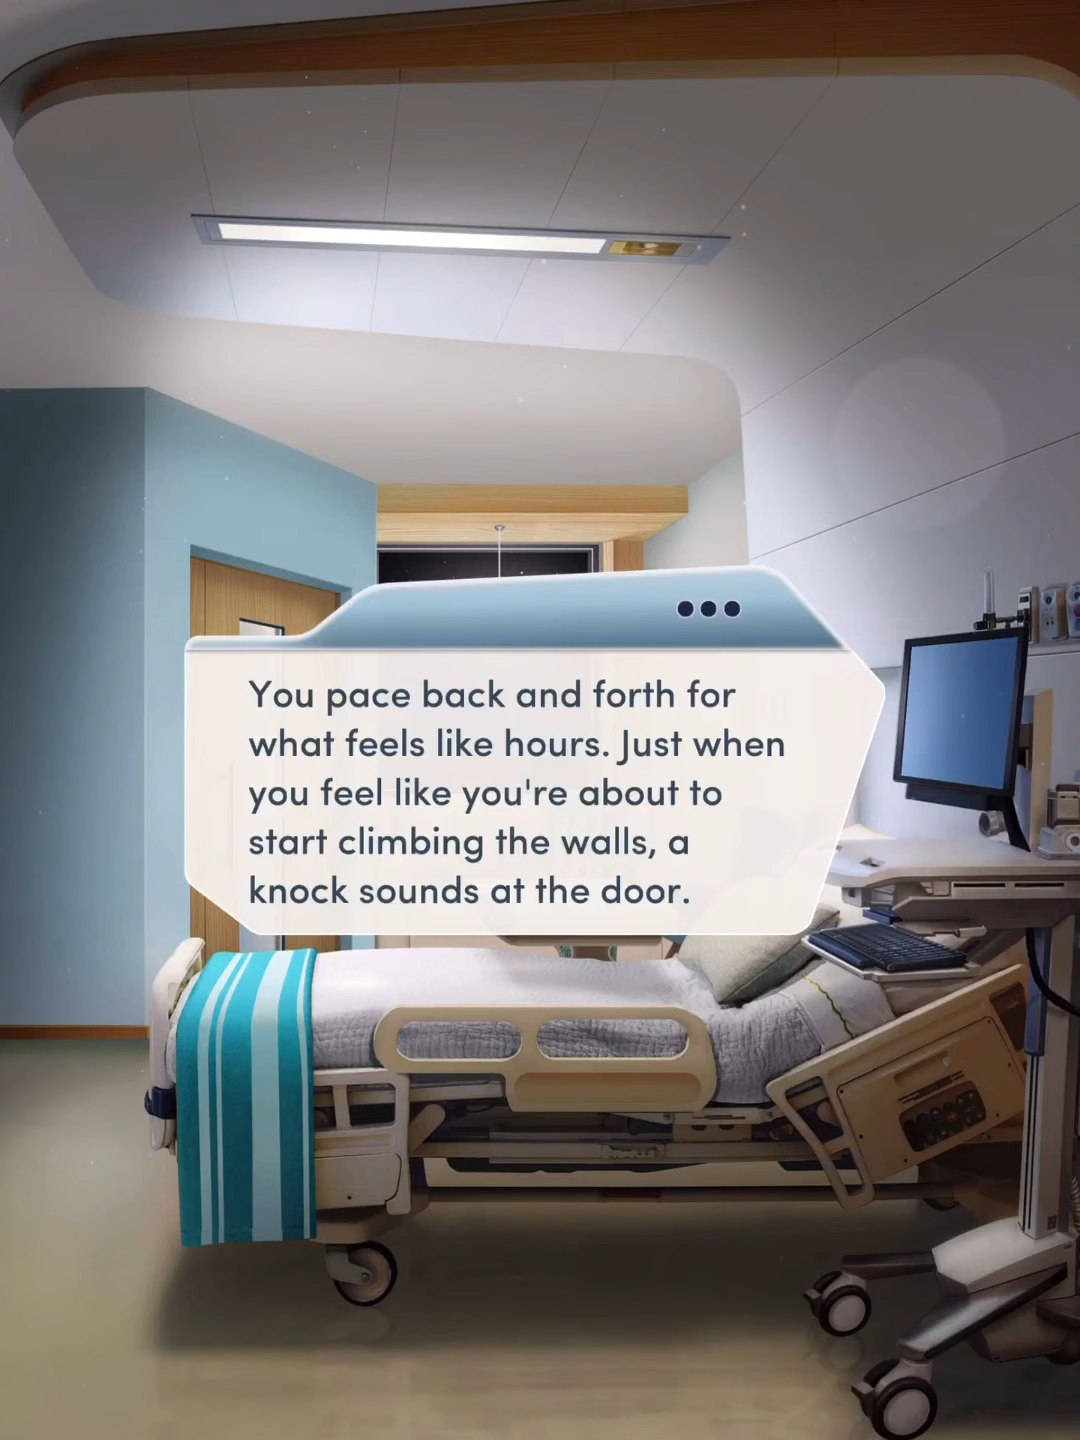 You pace back and forth for
what feels like hours. Just when
you feel like you're about to
start climbing the walls, a
knock sounds at the door.